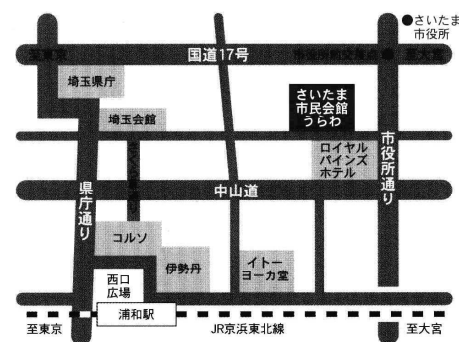 ●さいたま
市役所
至東京
国道17号
至大宮
埼玉県庁
さいたま
市民会館
うらわ
埼玉会館
ロイヤル
パインズ
ホテル
市役所通り
県庁通り
中山道
コルソ
伊勢丹
イトー
ヨーカ堂
西口
広場
浦和駅
至東京
JR京浜東北線
至大宮